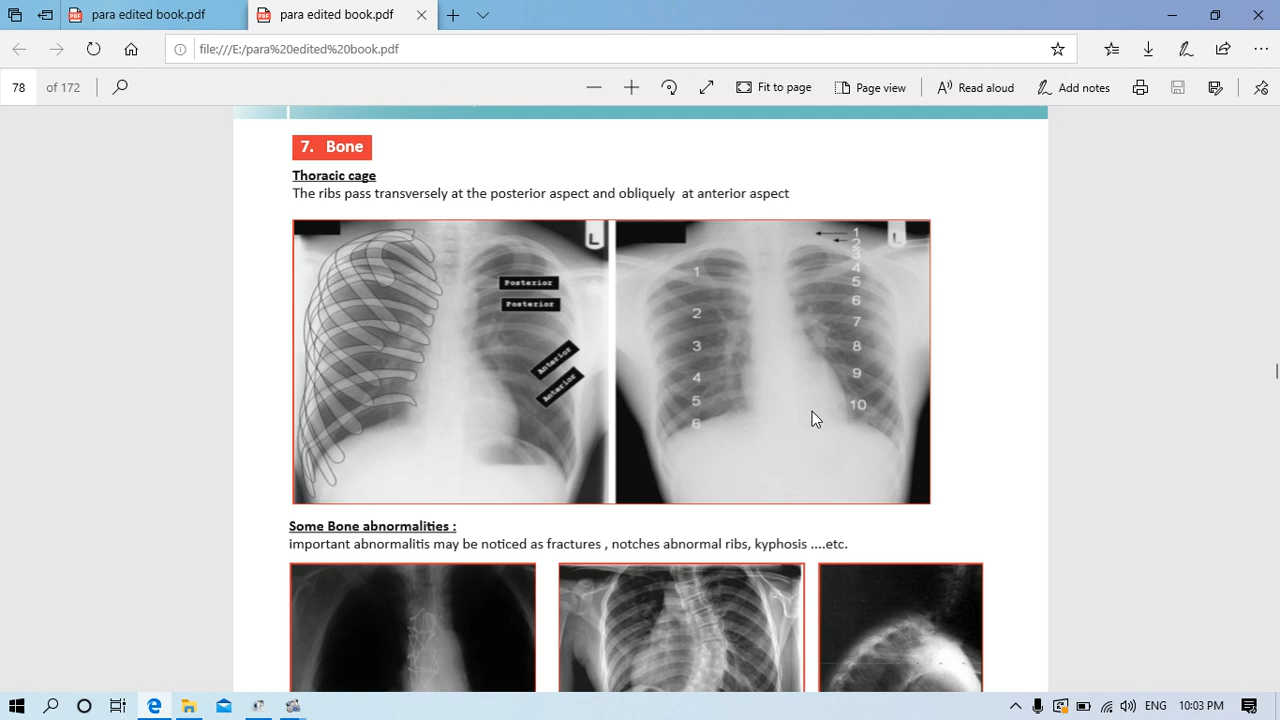 para edited book.pdf
para edited book.pdf
file:///E:/para%20edited%20book.pdf
78 of 172
Fit to page
Page view
Read aloud
Add notes
7. Bone
Thoracic cage
The ribs pass transversely at the posterior aspect and obliquely at anterior aspect
L
Posterior
Posterior
Anterior
Anterior
L
1
2
3
4
5
6
1
2
3
4
5
6
7
8
9
10
Some Bone abnormalities :
important abnormalitis may be noticed as fractures , notches abnormal ribs, kyphosis ....etc.
ENG
10:03 PM